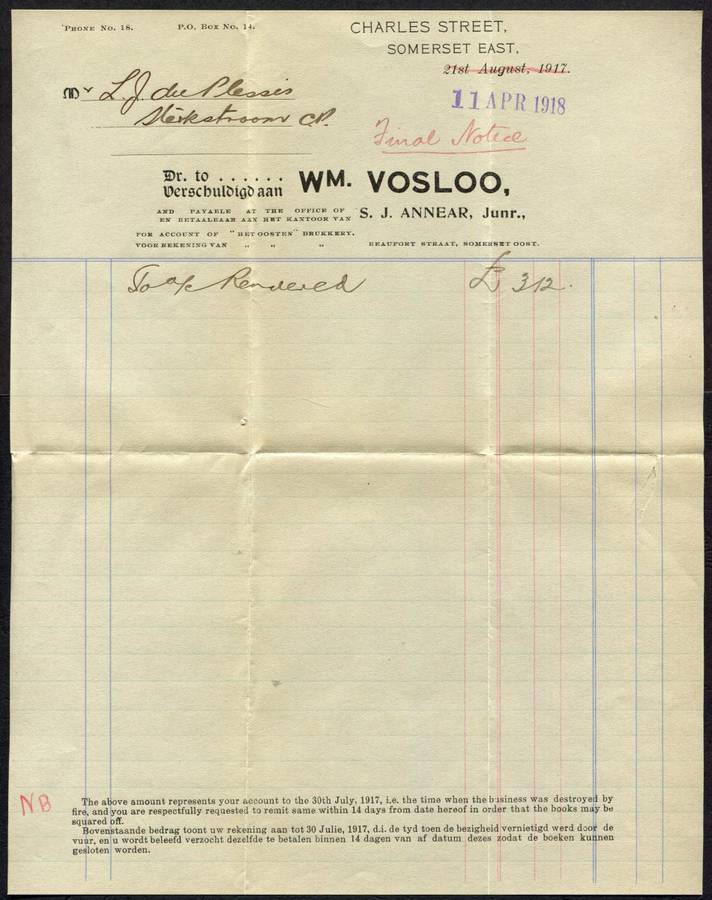 'PHONE NO. 18.
P.O. BOX NO. 14.
CHARLES STREET,
SOMERSET EAST,
21st August, 1917.
11 APR 1918
Mr L. J. du Plessis
Sterkstroom C.P.
Final Notice
Dr. to . . . . . .
Verschuldigd aan
WM. VOSLOO,
AND PAYABLE AT THE OFFICE OF
EN BETAALBAAR AAN HET KANTOOR VAN
S. J. ANNEAR, Junr.,
FOR ACCOUNT OF "HET OOSTEN" DRUKKERY.
VOOR REKENING VAN " " "
BEAUFORT STRAAT, SOMERSET OOST.
To a/c Rendered £ 3/2.
NB
The above amount represents your account to the 30th July, 1917, i.e. the time when the business was destroyed by
fire, and you are respectfully requested to remit same within 14 days from date hereof in order that the books may be
squared off.
Bovenstaande bedrag toont uw rekening aan tot 30 Julie, 1917, d.i. de tyd toen de bezigheid vernietigd werd door de
vuur, en u wordt beleefd verzocht dezelfde te betalen binnen 14 dagen van af datum dezes zodat de boeken kunnen
gesloten worden.